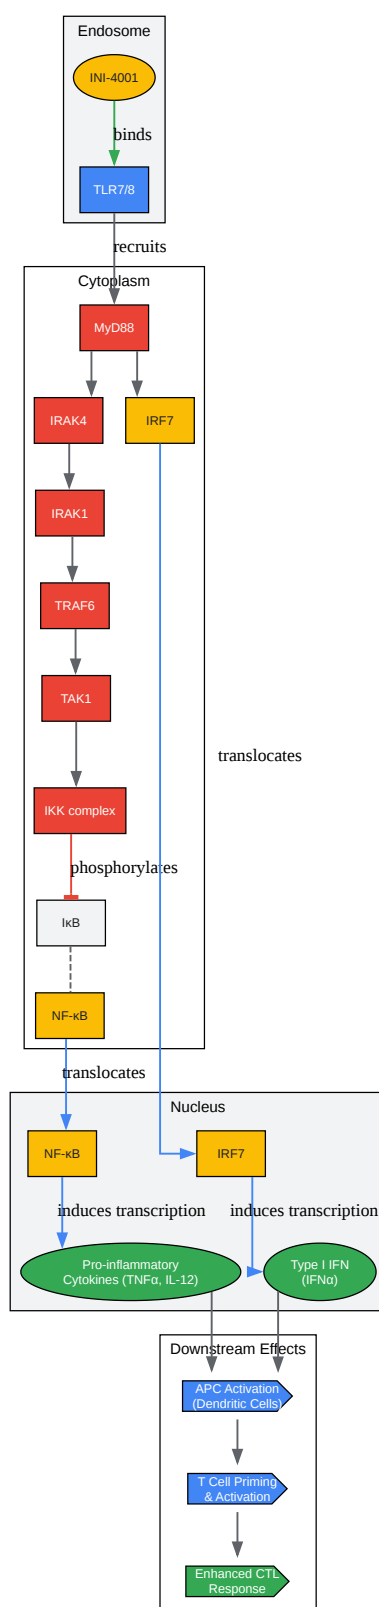 Endosome
INI-4001
binds
TLR7/8
recruits
Cytoplasm
MyD88
IRAK4
IRF7
IRAK1
TRAF6
TAK1
translocates
IKK complex
phosphorylates
IκB
NF-κB
translocates
Nucleus
NF-κB
IRF7
induces transcription
induces transcription
Pro-inflammatory
Cytokines (TNFα, IL-12)
Type I IFN
(IFNα)
Downstream Effects
APC Activation
(Dendritic Cells)
T Cell Priming
& Activation
Enhanced CTL
Response